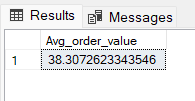 Results Messages
Avg_order_value
1 38.3072623343546